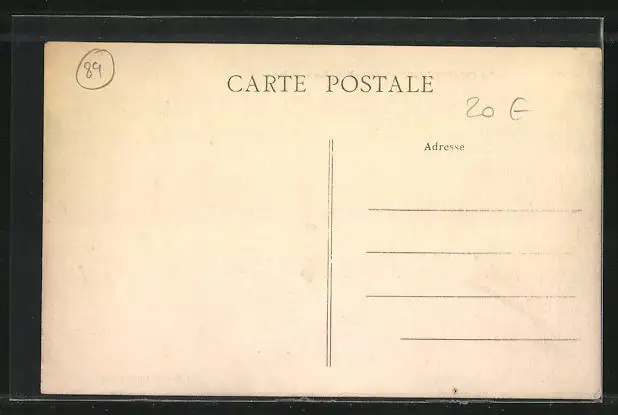 89
CARTE POSTALE
20 €
Adresse